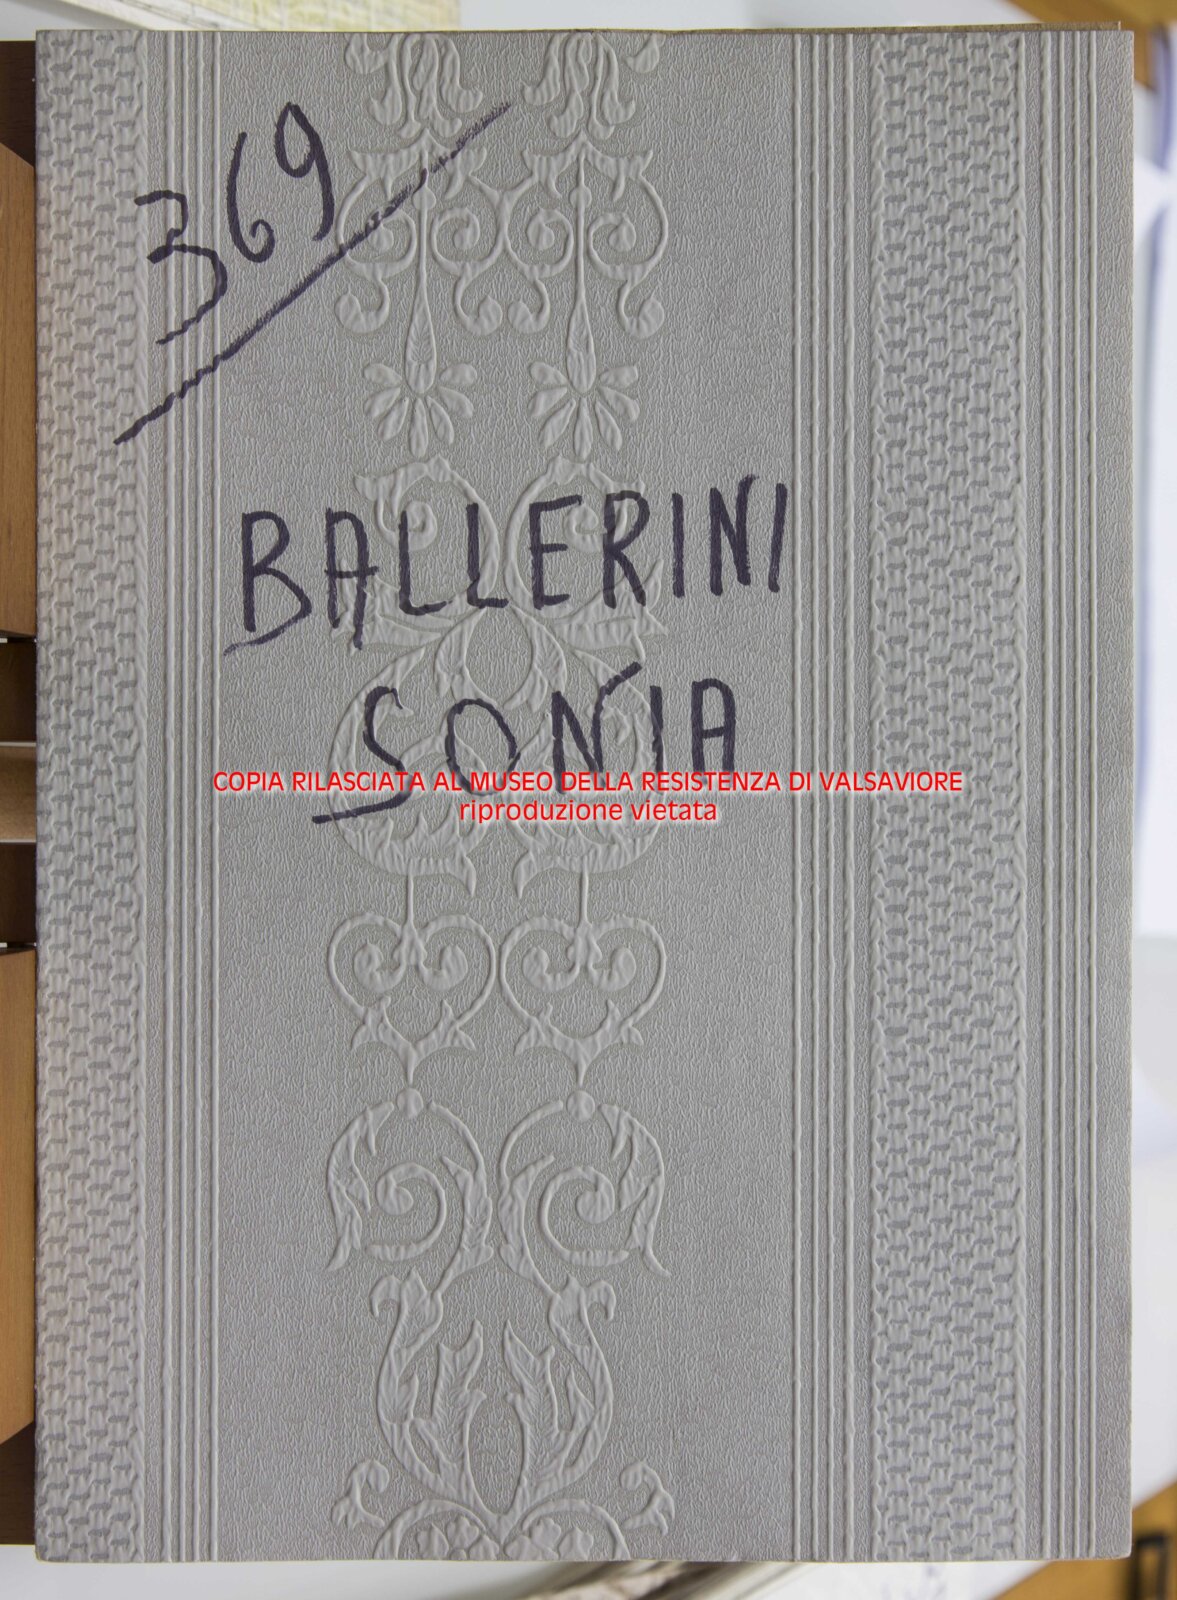 369
BALLERINI
SONIA
COPIA RILASCIATA AL MUSEO DELLA RESISTENZA DI VALSAVIORE
riproduzione vietata